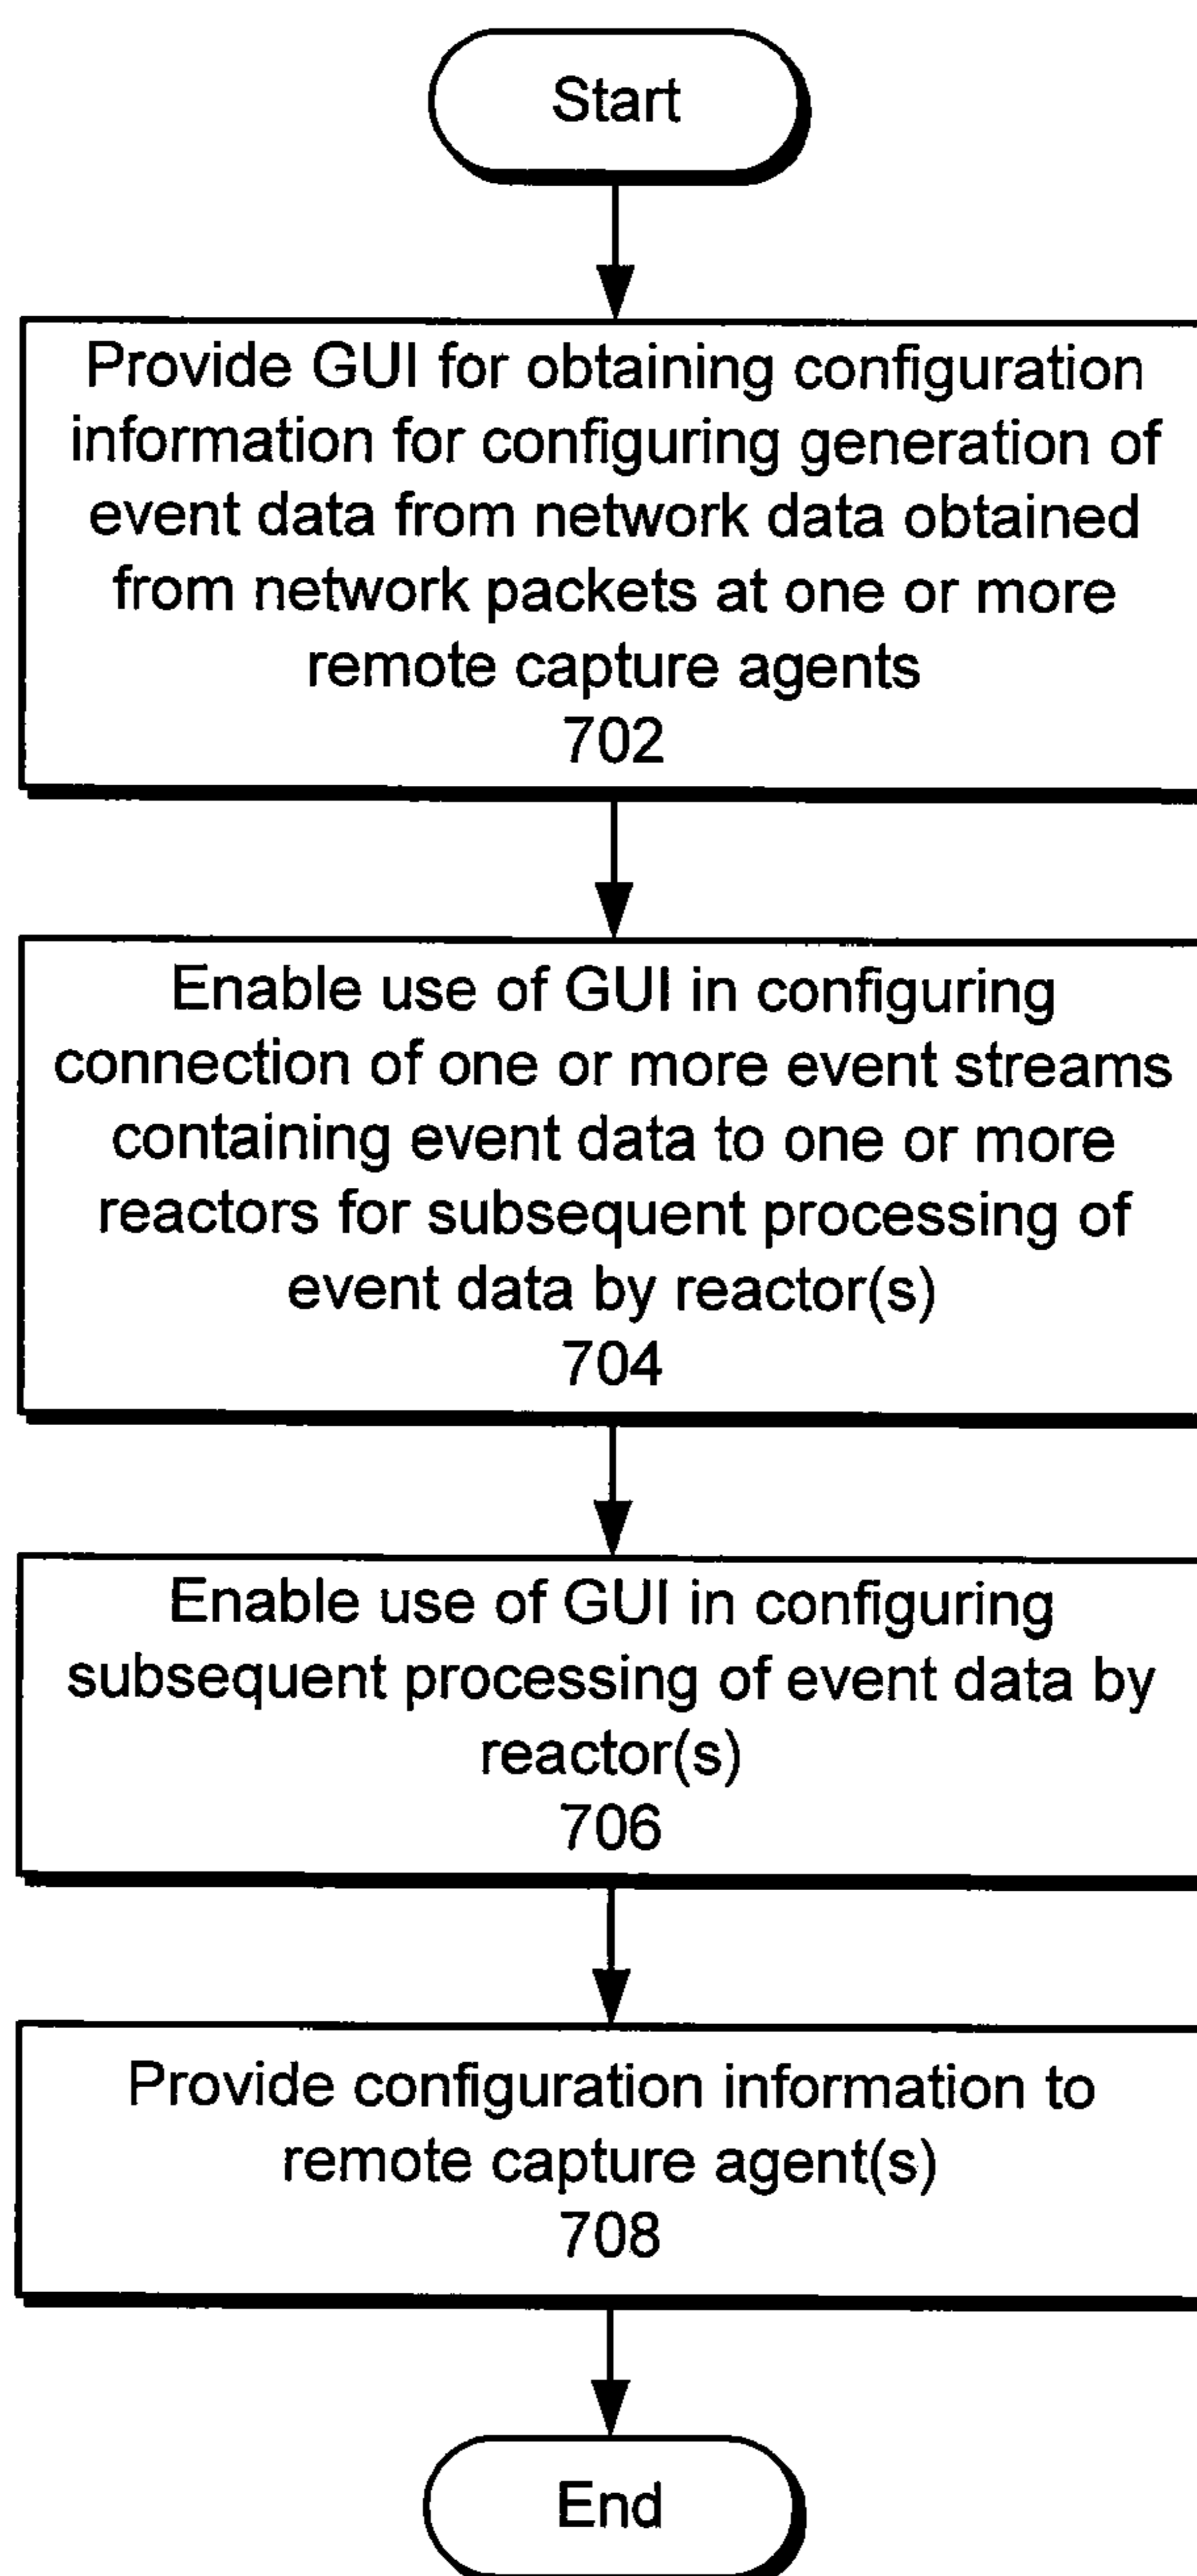 Start
Provide GUI for obtaining configuration
information for configuring generation of
event data from network data obtained
from network packets at one or more
remote capture agents
702
Enable use of GUI in configuring
connection of one or more event streams
containing event data to one or more
reactors for subsequent processing of
event data by reactor(s)
704
Enable use of GUI in configuring
subsequent processing of event data by
reactor(s)
706
Provide configuration information to
remote capture agent(s)
708
End